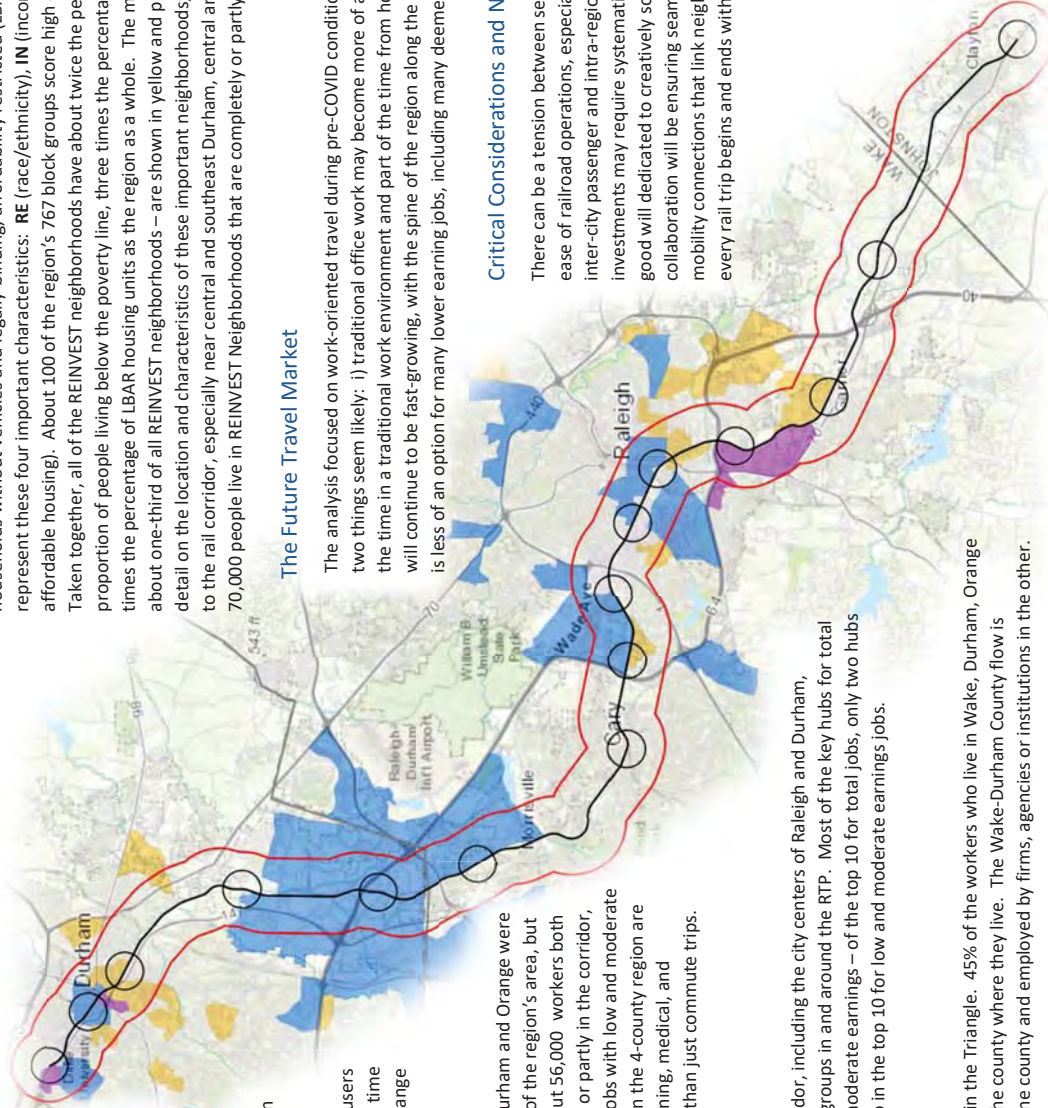 represent these four important characteristics: RE (race/ethnicity), IN (incom
affordable housing). About 100 of the region's 767 block groups score high
Taken together, all of the REINVEST neighborhoods have about twice the pe
proportion of people living below the poverty line, three times the percenta
times the percentage of LBAR housing units as the region as a whole. The m
about one-third of all REINVEST neighborhoods – are shown in yellow and p
detail on the location and characteristics of these important neighborhoods,
to the rail corridor, especially near central and southeast Durham, central an
70,000 people live in REINVEST Neighborhoods that are completely or partly
The Future Travel Market
The analysis focused on work-oriented travel during pre-COVID conditio
two things seem likely: i) traditional office work may become more of a
the time in a traditional work environment and part of the time from ho
will continue to be fast-growing, with the spine of the region along the
is less of an option for many lower earning jobs, including many deeme
Critical Considerations and N
There can be a tension between se
ease of railroad operations, especia
inter-city passenger and intra-regio
investments may require systemati
good will dedicated to creatively so
collaboration will be ensuring seam
mobility connections that link neigh
every rail trip begins and ends with
n
users
time
ange
urham and Orange were
of the region's area, but
ut 56,000 workers both
or partly in the corridor,
obs with low and moderate
n the 4-county region are
ning, medical, and
than just commute trips.
dor, including the city centers of Raleigh and Durham,
groups in and around the RTP. Most of the key hubs for total
moderate earnings – of the top 10 for total jobs, only two hubs
in the top 10 for low and moderate earnings jobs.
in the Triangle. 45% of the workers who live in Wake, Durham, Orange
he county where they live. The Wake-Durham County flow is
ne county and employed by firms, agencies or institutions in the other.
Durham
Duke
University
98
543 ft
70
William B
Umstead
State
Park
Raleigh-
Durham
Int'l Airport
Morrisville
Cary
Wade Ave
440
Raleigh
64
Garner
40
WAKE
JOHNSTON
Clayton